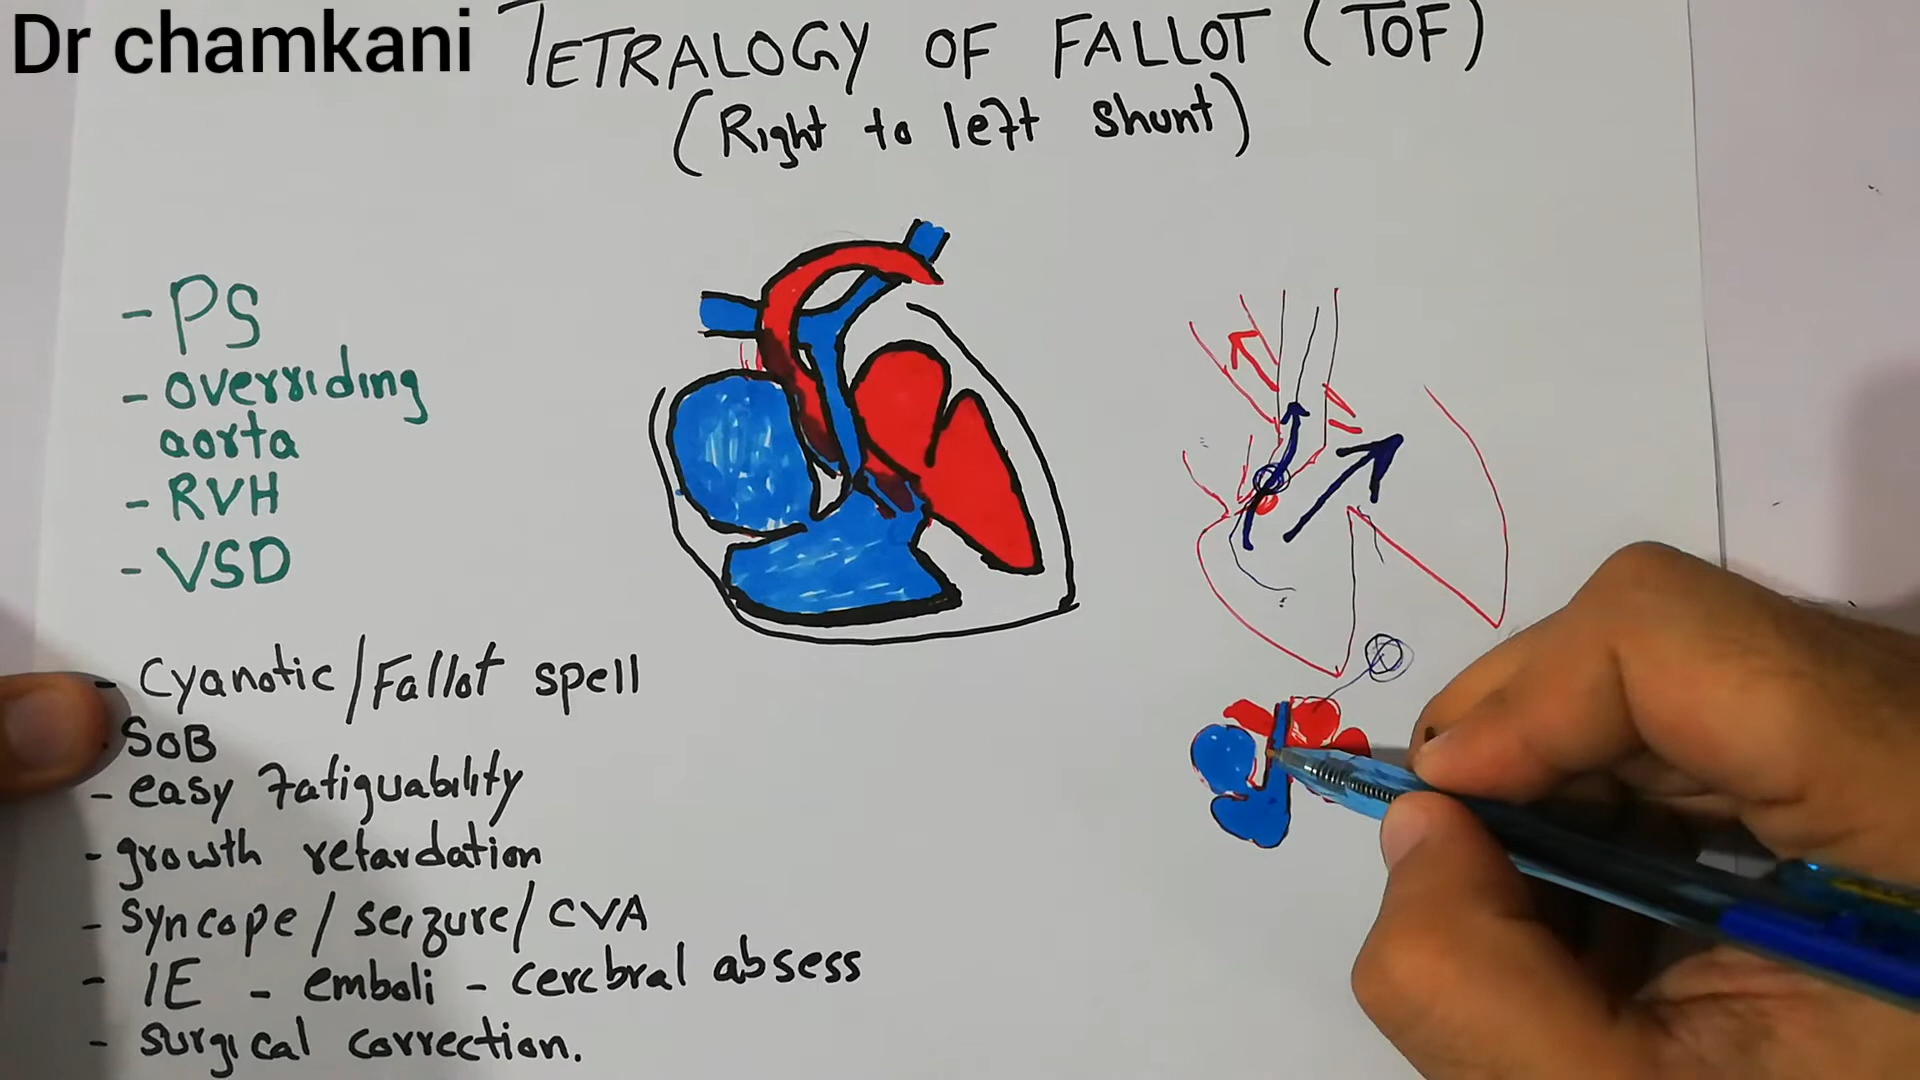 Dr chamkani
TETRALOGY OF FALLOT (TOF)
(Right to left shunt)
- PS
- overriding
aorta
- RVH
- VSD
- Cyanotic/Fallot spell
- SOB
- easy fatiguability
- growth retardation
- Syncope / seizure / CVA
- IE - emboli - cerebral absess
- surgical correction.